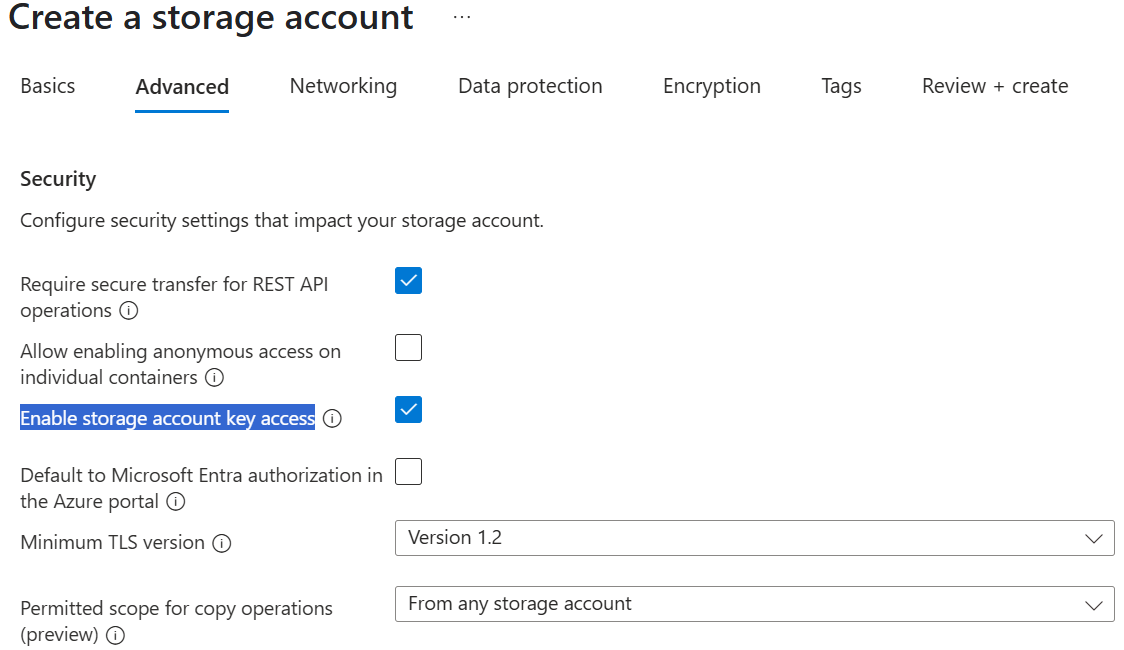 Create a storage account ...
Basics Advanced Networking Data protection Encryption Tags Review + create
Security
Configure security settings that impact your storage account.
Require secure transfer for REST API
operations
Allow enabling anonymous access on
individual containers
Enable storage account key access
Default to Microsoft Entra authorization in
the Azure portal
Minimum TLS version
Version 1.2
Permitted scope for copy operations
(preview)
From any storage account